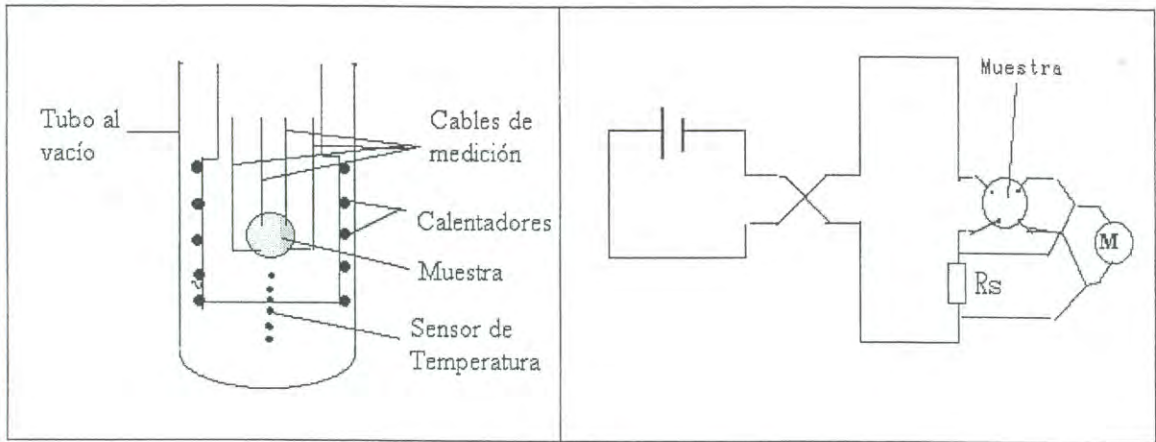 Tubo al
vacío
Cables de
medición
Calentadores
Muestra
Sensor de
Temperatura
Muestra
M
Rs